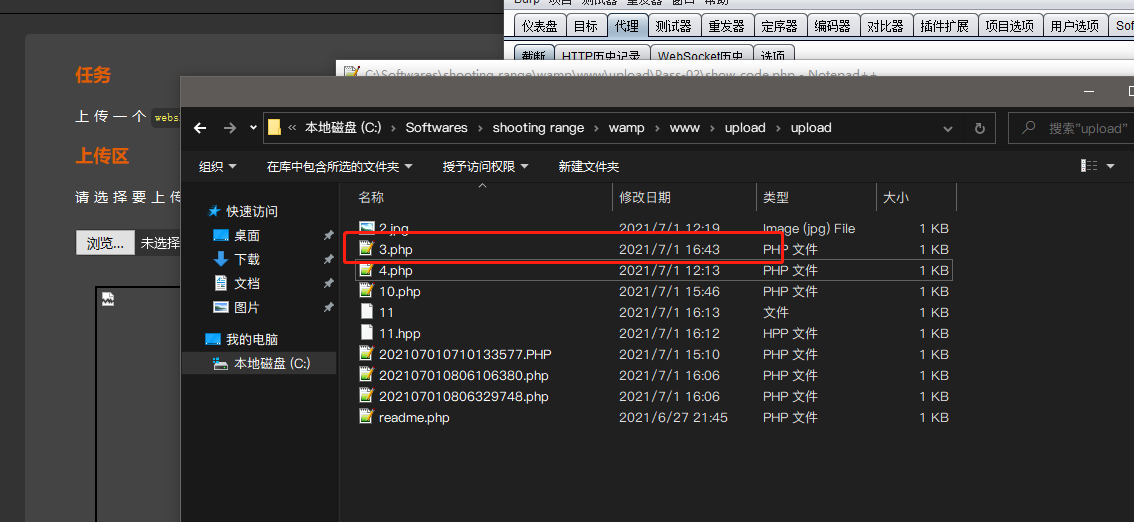 任务
上传一个 websl
上传区
请选择要上传
浏览... 未选择
Burp 项目 测试器 重发器 窗口 帮助
仪表盘 目标 代理 测试器 重发器 定序器 编码器 对比器 插件扩展 项目选项 用户选项 Sof
截断 HTTP历史记录 WebSocket历史 选项
C:\Softwares\shooting range\wamp\www\upload\Pass-02\show_code.php - Notepad++
« 本地磁盘 (C:) › Softwares › shooting range › wamp › www › upload › upload
搜索"upload"
组织 在库中包含所选的文件夹 授予访问权限 新建文件夹
快速访问
桌面
下载
文档
图片
我的电脑
本地磁盘 (C:)
名称 修改日期 类型 大小
2.jpg 2021/7/1 12:19 Image (jpg) File 1 KB
3.php 2021/7/1 16:43 PHP 文件 1 KB
4.php 2021/7/1 12:13 PHP 文件 1 KB
10.php 2021/7/1 15:46 PHP 文件 1 KB
11 2021/7/1 16:13 文件 1 KB
11.hpp 2021/7/1 16:12 HPP 文件 1 KB
202107010710133577.PHP 2021/7/1 15:10 PHP 文件 1 KB
202107010806106380.php 2021/7/1 16:06 PHP 文件 1 KB
202107010806329748.php 2021/7/1 16:06 PHP 文件 1 KB
readme.php 2021/6/27 21:45 PHP 文件 1 KB